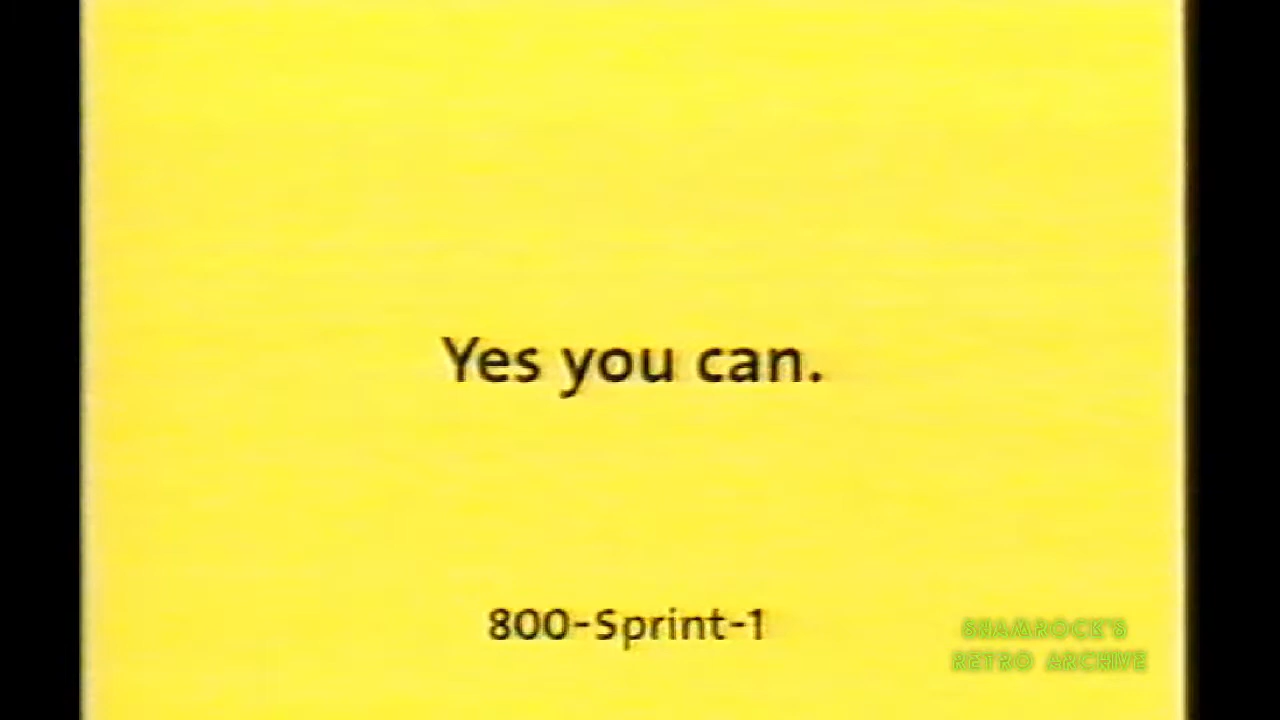 Yes you can.
800-Sprint-1
SHAMROCK'S
RETRO ARCHIVE